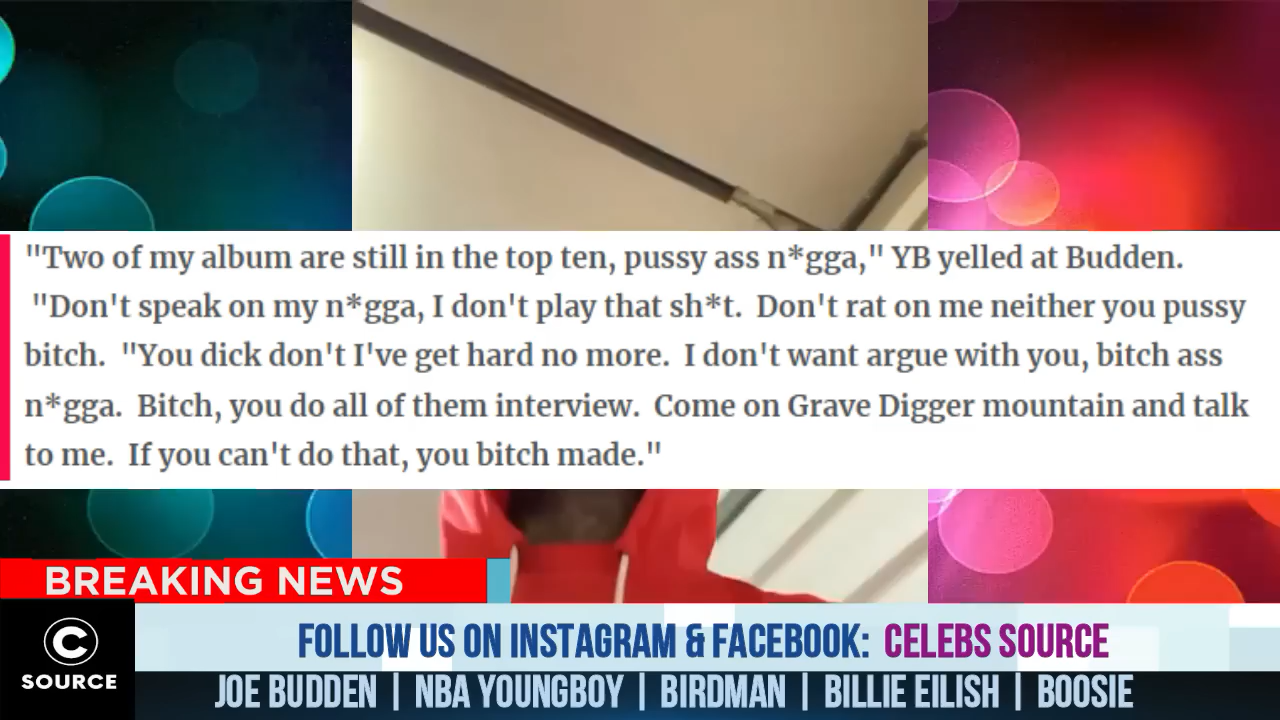 "Two of my album are still in the top ten, pussy ass n*gga," YB yelled at Budden.
"Don't speak on my n*gga, I don't play that sh*t.  Don't rat on me neither you pussy
bitch.  "You dick don't I've get hard no more.  I don't want argue with you, bitch ass
n*gga.  Bitch, you do all of them interview.  Come on Grave Digger mountain and talk
to me.  If you can't do that, you bitch made."
BREAKING NEWS
C
SOURCE
FOLLOW US ON INSTAGRAM & FACEBOOK: CELEBS SOURCE
JOE BUDDEN | NBA YOUNGBOY | BIRDMAN | BILLIE EILISH | BOOSIE